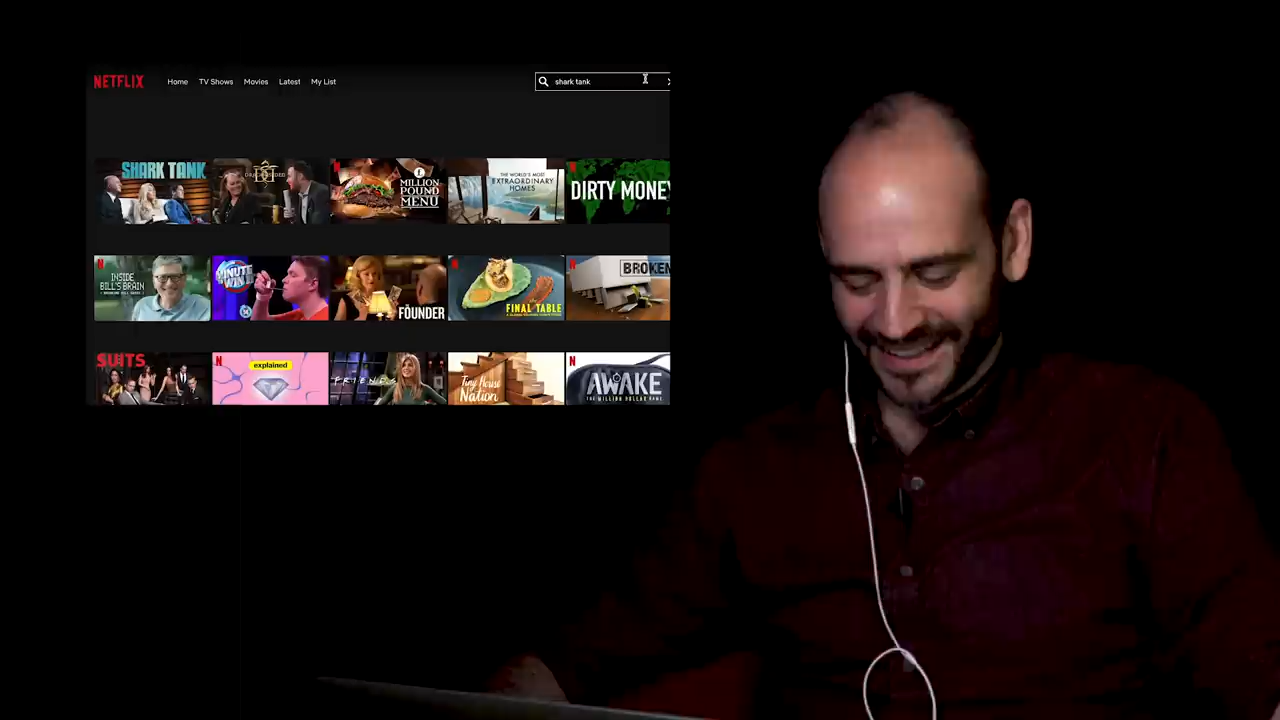 NETFLIX Home TV Shows Movies Latest My List shark tank
SHARK TANK
MILLION
POUND
MENU
THE WORLD'S MOST
EXTRAORDINARY
HOMES
DIRTY MONEY
INSIDE
BILL'S BRAIN
MINUTE
WIN IT
FOUNDER
THE
FINAL TABLE
BROKEN
SUITS
explained
FRIENDS
Tiny House
Nation
AWAKE
THE MILLION DOLLAR GAME